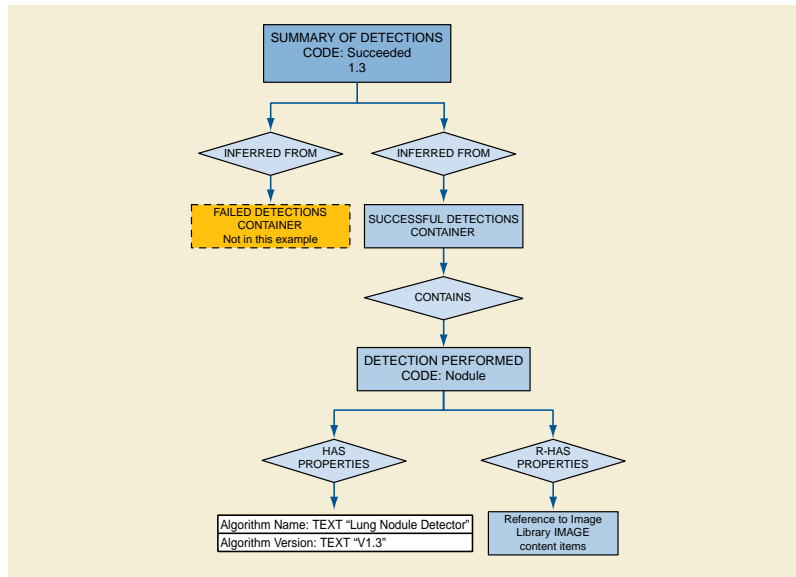 SUMMARY OF DETECTIONS
CODE: Succeeded
1.3
INFERRED FROM
INFERRED FROM
FAILED DETECTIONS
CONTAINER
Not in this example
SUCCESSFUL DETECTIONS
CONTAINER
CONTAINS
DETECTION PERFORMED
CODE: Nodule
HAS
PROPERTIES
R-HAS
PROPERTIES
Algorithm Name: TEXT “Lung Nodule Detector”
Algorithm Version: TEXT “V1.3”
Reference to Image
Library IMAGE
content items